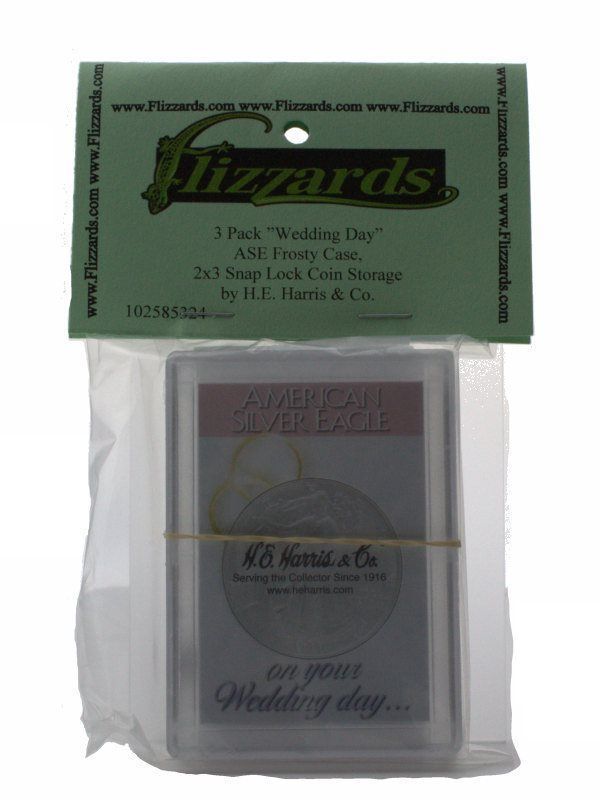 www.Flizzards.com www.Flizzards.com www.Flizzards.com
www.Flizzards.com www.Flizzards.com
www.Flizzards.com www.Flizzards.com
Flizzards
3 Pack "Wedding Day"
ASE Frosty Case,
2x3 Snap Lock Coin Storage
by H.E. Harris & Co.
102585324
AMERICAN
SILVER EAGLE
H.E. Harris & Co.
Serving the Collector Since 1916
www.heharris.com
on your
Wedding day...